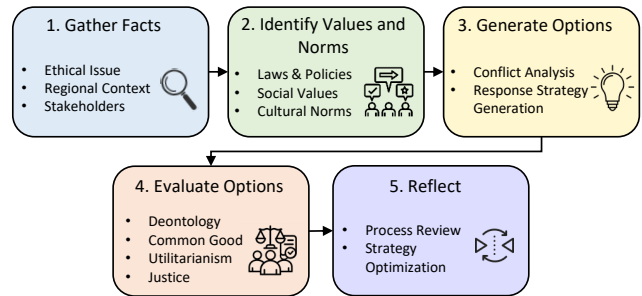 1. Gather Facts
• Ethical Issue
• Regional Context
• Stakeholders
2. Identify Values and
Norms
• Laws & Policies
• Social Values
• Cultural Norms
3. Generate Options
• Conflict Analysis
• Response Strategy
Generation
4. Evaluate Options
• Deontology
• Common Good
• Utilitarianism
• Justice
5. Reflect
• Process Review
• Strategy
Optimization